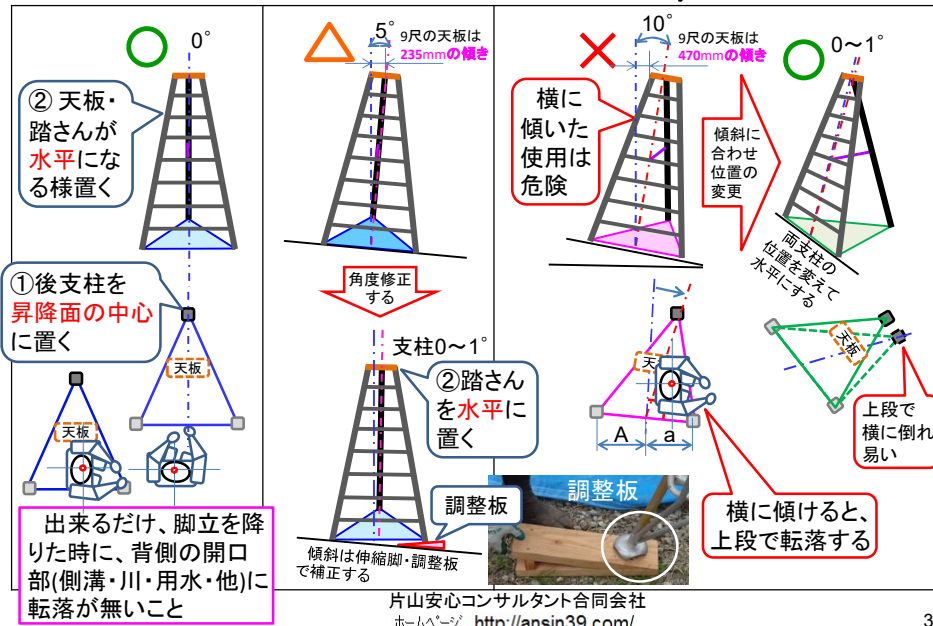 0°
② 天板・
踏さんが
水平にな
る様置く
①後支柱を
昇降面の中心
に置く
天板
天板
出来るだけ、脚立を降
りた時に、背側の開口
部(側溝・川・用水・他)に
転落が無いこと
5°
9尺の天板は
235mmの傾き
角度修正
する
支柱0~1°
②踏さん
を水平に
置く
調整板
傾斜は伸縮脚・調整板
で補正する
10°
9尺の天板は
470mmの傾き
横に
傾いた
使用は
危険
傾斜に
合わせ
位置の
変更
0~1°
両支柱の
位置を変えて
水平にする
天
A
a
天板
上段で
横に倒れ
易い
調整板
横に傾けると、
上段で転落する
片山安心コンサルタント合同会社
ホームページ http://ansin39.com/
3